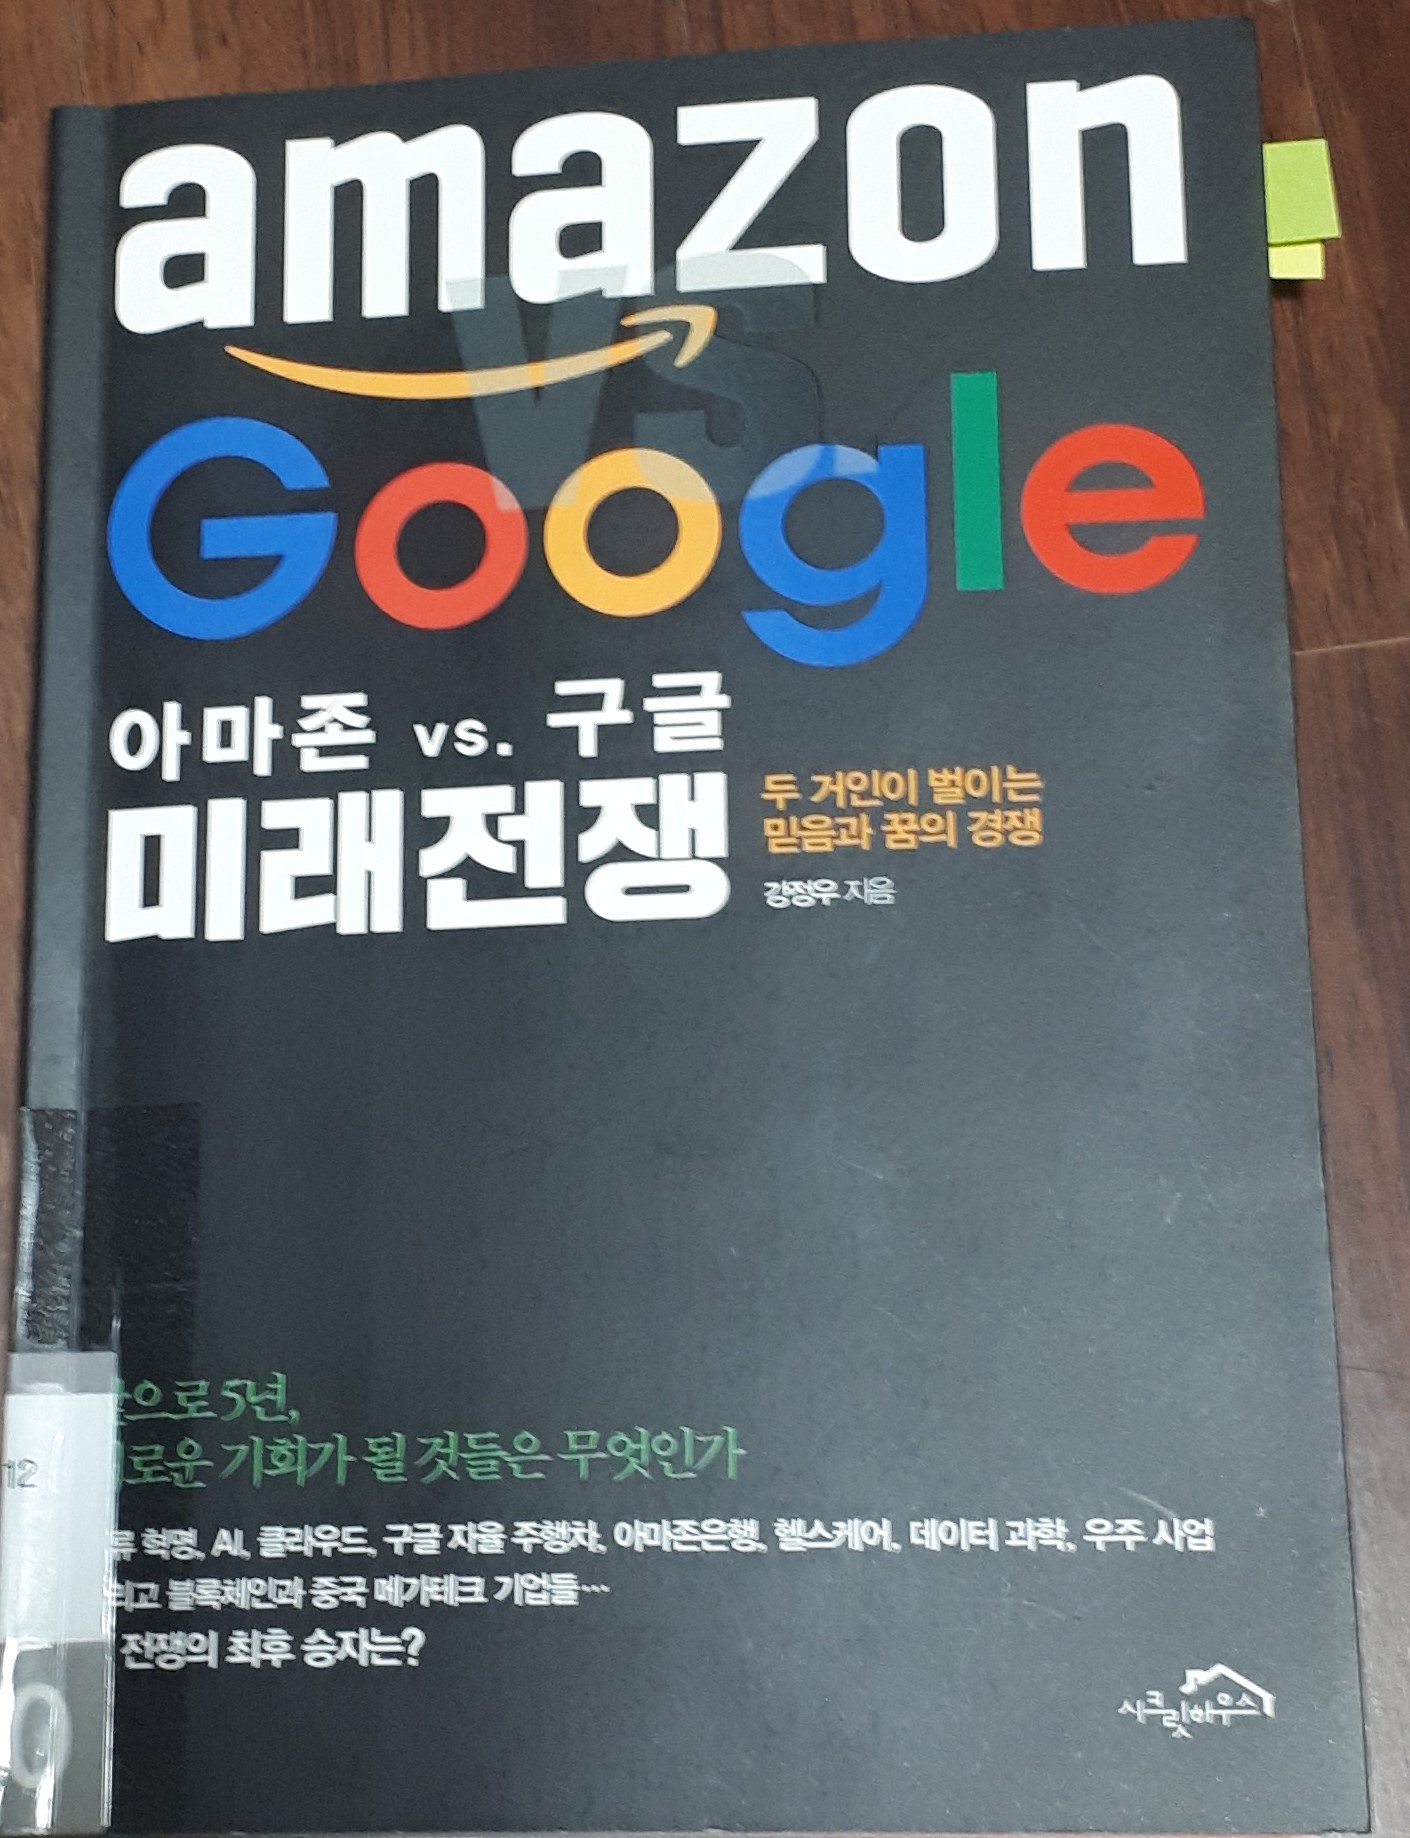 amazon
vs
Google
아마존 vs. 구글
미래전쟁
두 거인이 벌이는
믿음과 꿈의 경쟁
강정우 지음
으로 5년,
로운 기회가 될 것들은 무엇인가
류 혁명, AI, 클라우드, 구글 자율 주행차, 아마존은행, 헬스케어, 데이터 과학, 우주 사업
리고 블록체인과 중국 메가테크 기업들…
전쟁의 최후 승자는?
시크릿하우스
12